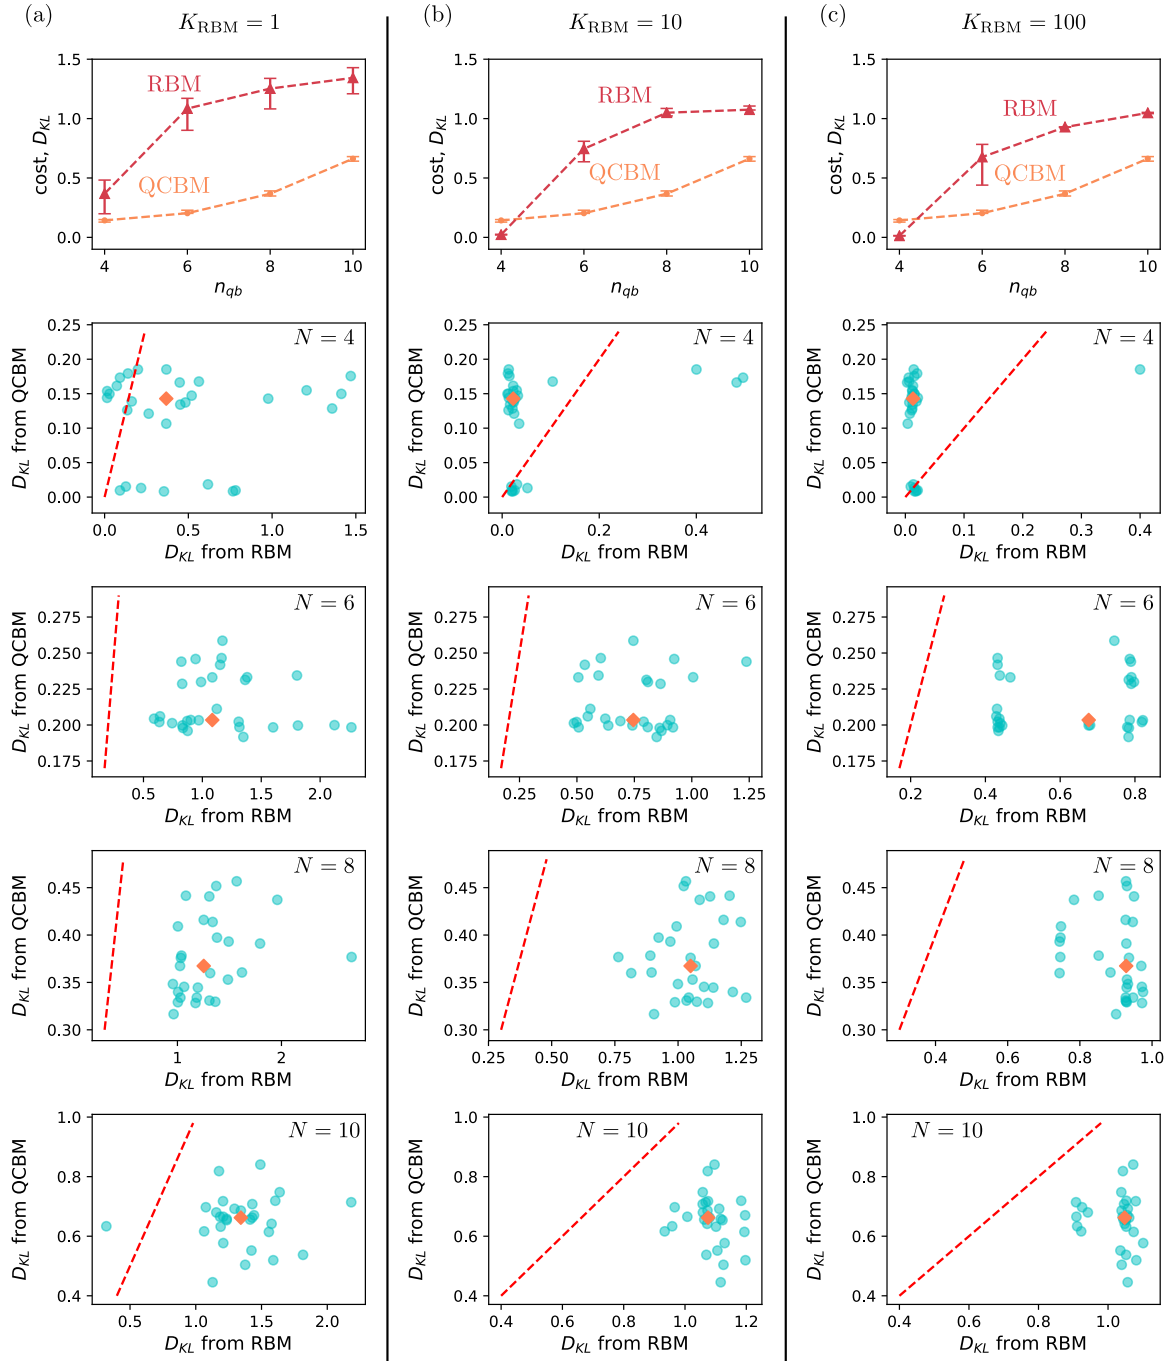 (a)
K_RBM = 1
1.5
1.0
0.5
0.0
cost, D_KL
RBM
QCBM
4 6 8 10
n_qb
0.25
0.20
0.15
0.10
0.05
0.00
D_KL from QCBM
N = 4
0.0 0.5 1.0 1.5
D_KL from RBM
0.275
0.250
0.225
0.200
0.175
D_KL from QCBM
N = 6
0.5 1.0 1.5 2.0
D_KL from RBM
0.45
0.40
0.35
0.30
D_KL from QCBM
N = 8
1 2
D_KL from RBM
1.0
0.8
0.6
0.4
D_KL from QCBM
N = 10
0.5 1.0 1.5 2.0
D_KL from RBM
(b)
K_RBM = 10
1.5
1.0
0.5
0.0
cost, D_KL
RBM
QCBM
4 6 8 10
n_qb
0.25
0.20
0.15
0.10
0.05
0.00
D_KL from QCBM
N = 4
0.0 0.2 0.4
D_KL from RBM
0.275
0.250
0.225
0.200
0.175
D_KL from QCBM
N = 6
0.25 0.50 0.75 1.00 1.25
D_KL from RBM
0.45
0.40
0.35
0.30
D_KL from QCBM
N = 8
0.25 0.50 0.75 1.00 1.25
D_KL from RBM
1.0
0.8
0.6
0.4
D_KL from QCBM
N = 10
0.4 0.6 0.8 1.0 1.2
D_KL from RBM
(c)
K_RBM = 100
1.5
1.0
0.5
0.0
cost, D_KL
RBM
QCBM
4 6 8 10
n_qb
0.25
0.20
0.15
0.10
0.05
0.00
D_KL from QCBM
N = 4
0.0 0.1 0.2 0.3 0.4
D_KL from RBM
0.275
0.250
0.225
0.200
0.175
D_KL from QCBM
N = 6
0.2 0.4 0.6 0.8
D_KL from RBM
0.45
0.40
0.35
0.30
D_KL from QCBM
N = 8
0.4 0.6 0.8 1.0
D_KL from RBM
1.0
0.8
0.6
0.4
D_KL from QCBM
N = 10
0.4 0.6 0.8 1.0
D_KL from RBM